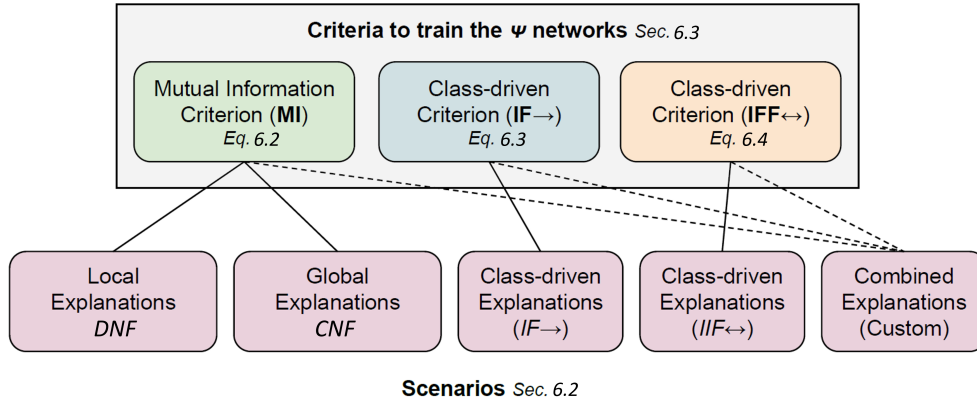 Criteria to train the Ψ networks Sec. 6.3
Mutual Information
Criterion (MI)
Eq. 6.2
Class-driven
Criterion (IF→)
Eq. 6.3
Class-driven
Criterion (IFF↔)
Eq. 6.4
Local
Explanations
DNF
Global
Explanations
CNF
Class-driven
Explanations
(IF→)
Class-driven
Explanations
(IIF↔)
Combined
Explanations
(Custom)
Scenarios Sec. 6.2